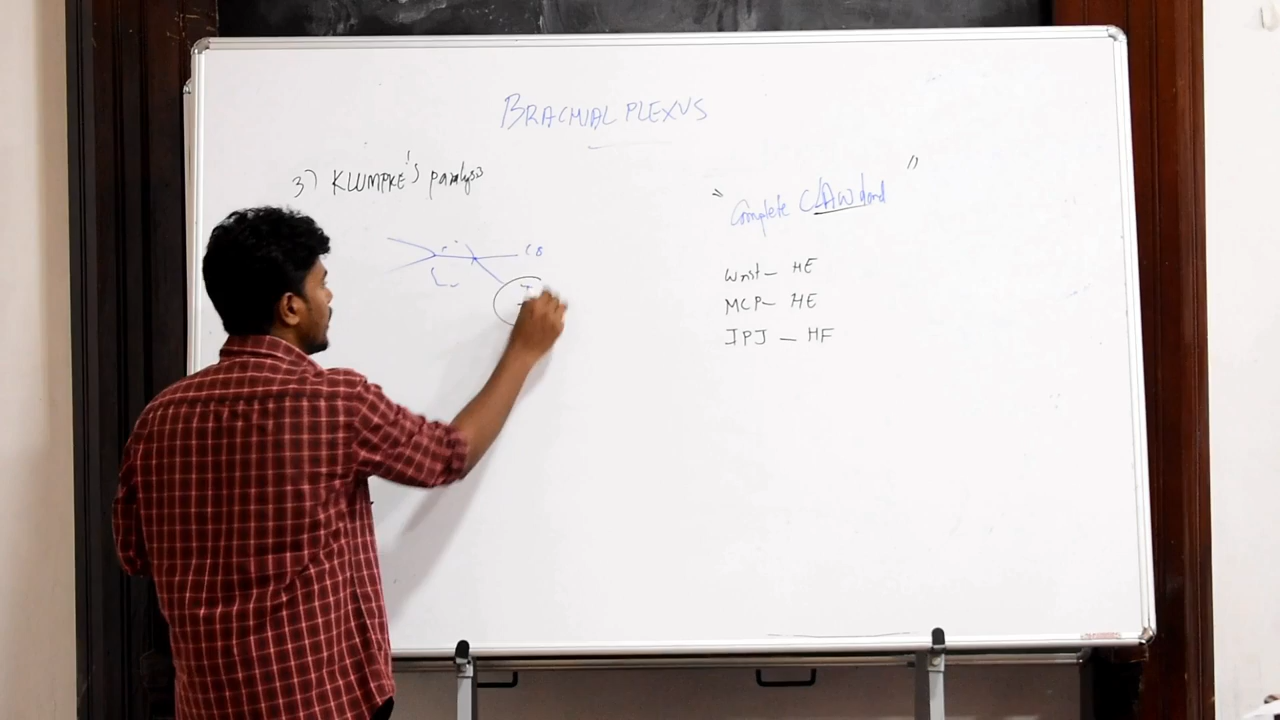 BRACHIAL PLEXUS
3) KLUMPKE'S paralysis
"Complete CLAW hand"
C8
Wrist - HE
MCP - HE
IPJ - HF